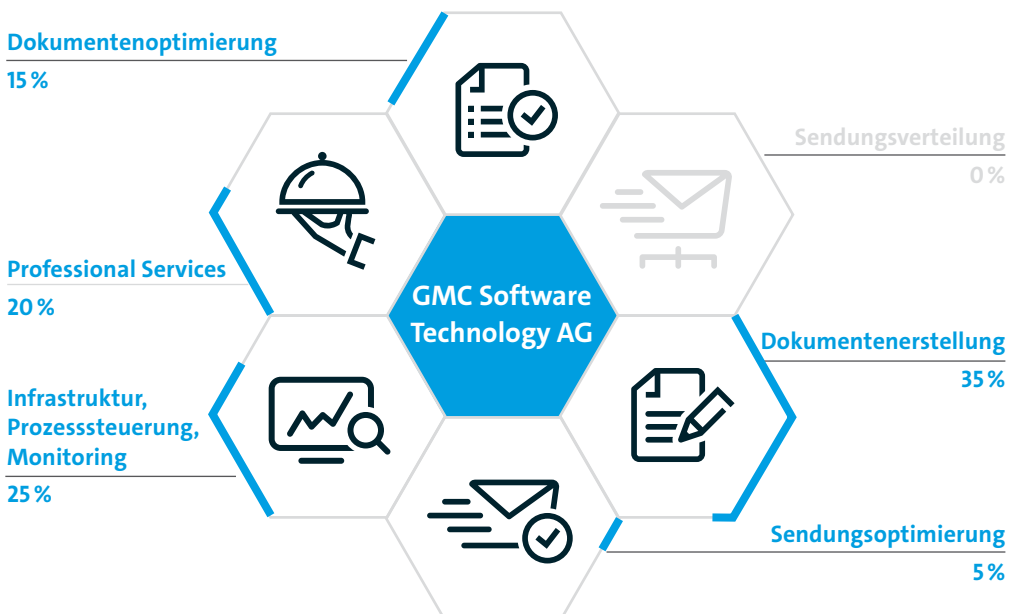 Dokumentenoptimierung
15 %
Sendungsverteilung
0 %
Professional Services
20 %
GMC Software
Technology AG
Dokumentenerstellung
35 %
Infrastruktur,
Prozesssteuerung,
Monitoring
25 %
Sendungsoptimierung
5 %